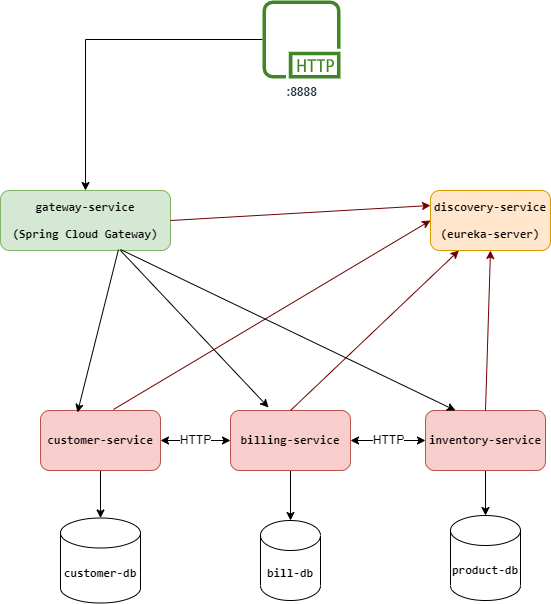 HTTP
:8888
gateway-service
(Spring Cloud Gateway)
discovery-service
(eureka-server)
customer-service
HTTP
billing-service
HTTP
inventory-service
customer-db
bill-db
product-db